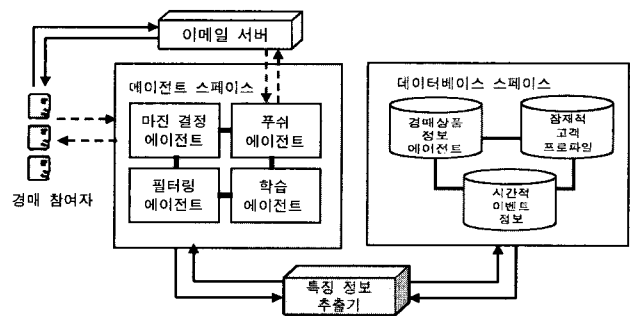 이메일 서버
에이전트 스페이스
마진 결정
에이전트
푸쉬
에이전트
필터링
에이전트
학습
에이전트
경매 참여자
데이터베이스 스페이스
경매상품
정보
에이전트
잠재적
고객
프로파일
시간적
이벤트
정보
특징 정보
추출기